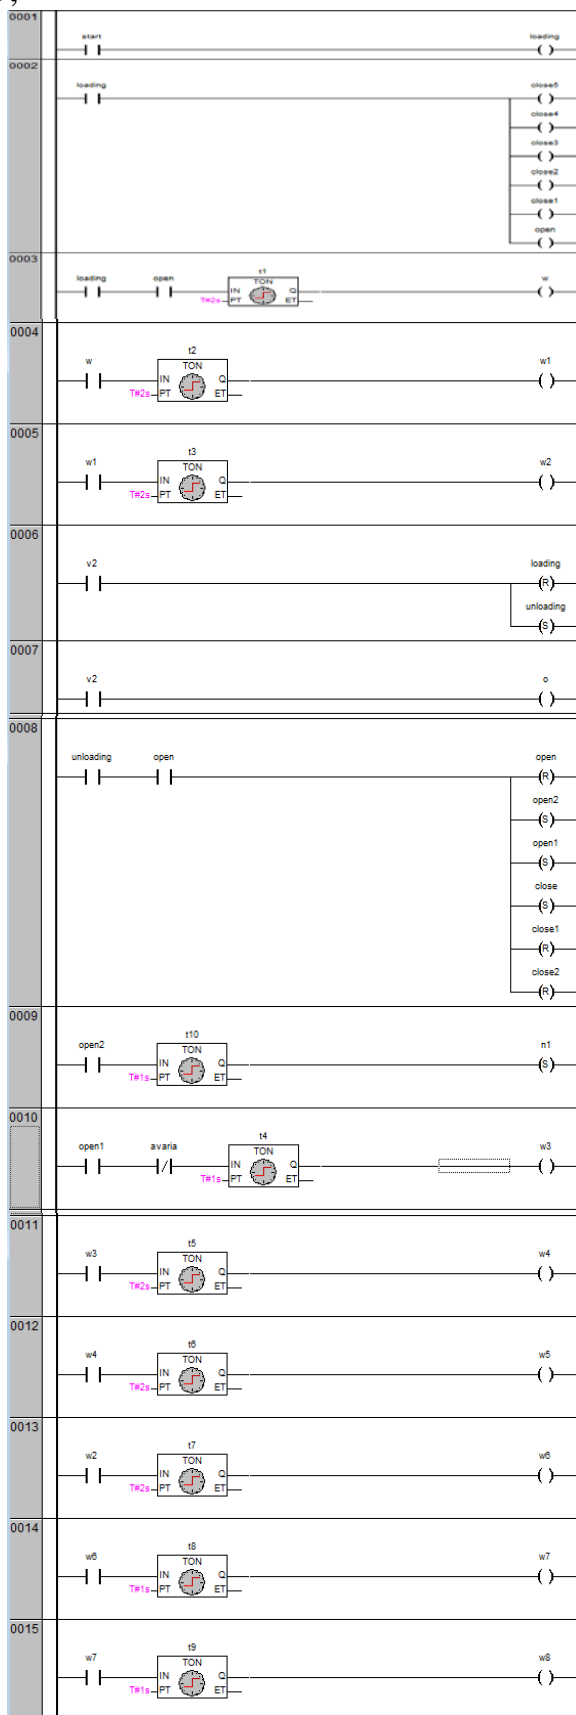 0001
start loading
0002
loading close5
close4
close3
close2
close1
open
0003
t1
loading open TON w
IN Q
T#2s PT ET
0004
t2
w TON w1
IN Q
T#2s PT ET
0005
t3
w1 TON w2
IN Q
T#2s PT ET
0006
v2 loading
R
unloading
S
0007
v2 o
0008
unloading open open
R
open2
S
open1
S
close
S
close1
R
close2
R
0009
t10
open2 TON n1
IN Q S
T#1s PT ET
0010
t4
open1 avaria TON w3
IN Q
T#1s PT ET
0011
t5
w3 TON w4
IN Q
T#2s PT ET
0012
t6
w4 TON w5
IN Q
T#2s PT ET
0013
t7
w2 TON w6
IN Q
T#2s PT ET
0014
t8
w6 TON w7
IN Q
T#1s PT ET
0015
t9
w7 TON w8
IN Q
T#1s PT ET